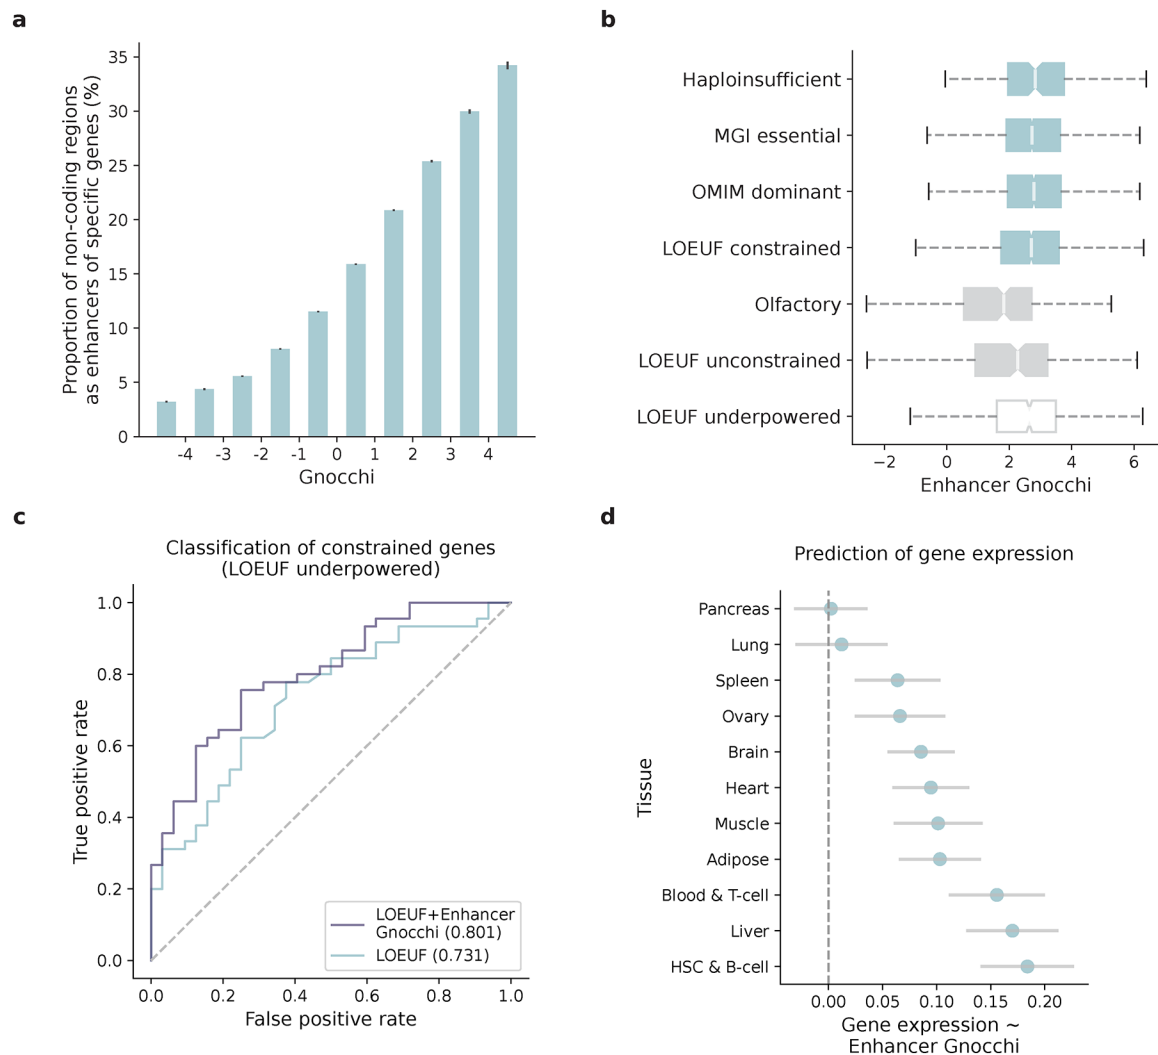 a
Proportion of non-coding regions
as enhancers of specific genes (%)
35
30
25
20
15
10
5
0
-4 -3 -2 -1 0 1 2 3 4
Gnocchi
b
Haploinsufficient
MGI essential
OMIM dominant
LOEUF constrained
Olfactory
LOEUF unconstrained
LOEUF underpowered
−2 0 2 4 6
Enhancer Gnocchi
c
Classification of constrained genes
(LOEUF underpowered)
True positive rate
1.0
0.8
0.6
0.4
0.2
0.0
LOEUF+Enhancer
Gnocchi (0.801)
LOEUF (0.731)
0.0 0.2 0.4 0.6 0.8 1.0
False positive rate
d
Prediction of gene expression
Tissue
Pancreas
Lung
Spleen
Ovary
Brain
Heart
Muscle
Adipose
Blood & T-cell
Liver
HSC & B-cell
0.00 0.05 0.10 0.15 0.20
Gene expression ~
Enhancer Gnocchi